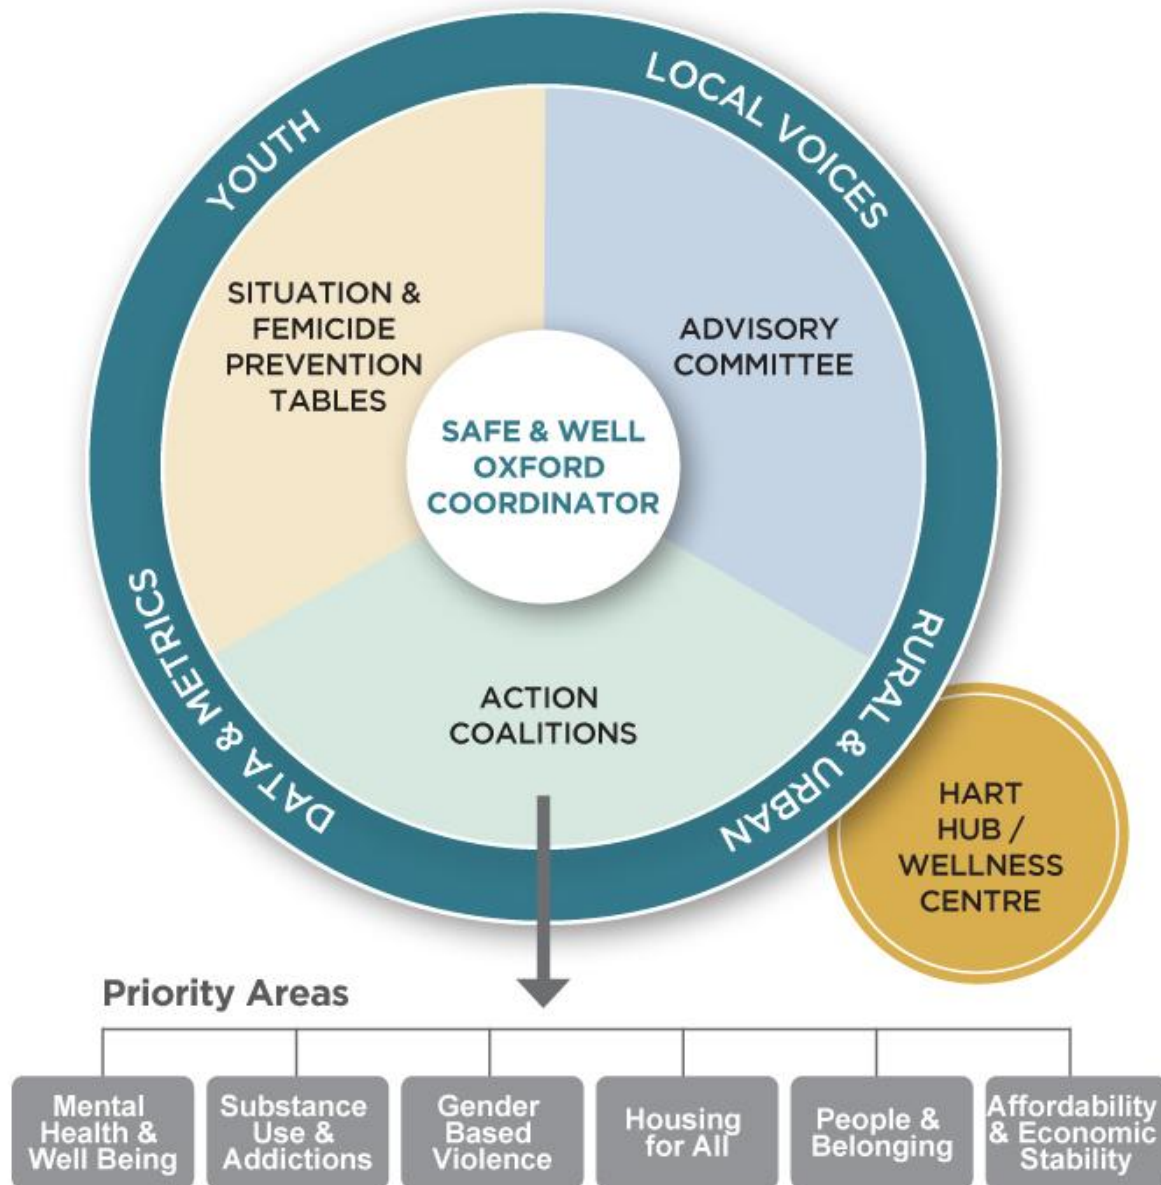 YOUTH
LOCAL VOICES
SITUATION &
FEMICIDE
PREVENTION
TABLES
ADVISORY
COMMITTEE
SAFE & WELL
OXFORD
COORDINATOR
DATA & METRICS
RURAL & URBAN
ACTION
COALITIONS
HART
HUB /
WELLNESS
CENTRE
Priority Areas
Mental
Health &
Well Being
Substance
Use &
Addictions
Gender
Based
Violence
Housing
for All
People &
Belonging
Affordability
& Economic
Stability